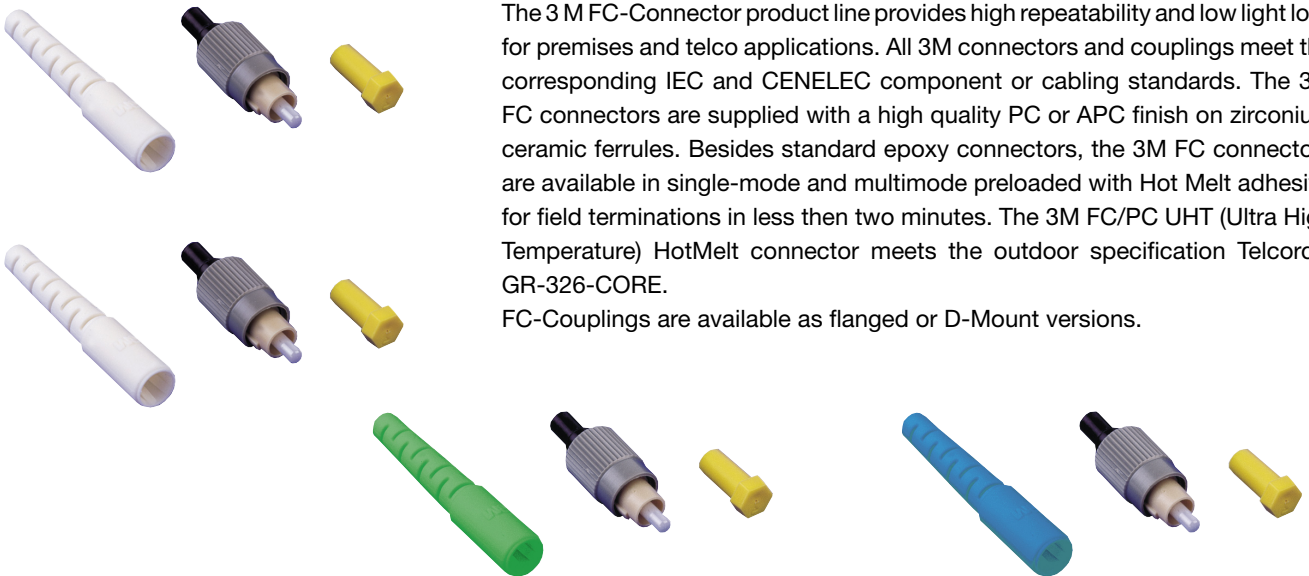 The 3 M FC-Connector product line provides high repeatability and low light lo
for premises and telco applications. All 3M connectors and couplings meet th
corresponding IEC and CENELEC component or cabling standards. The 3
FC connectors are supplied with a high quality PC or APC finish on zirconiu
ceramic ferrules. Besides standard epoxy connectors, the 3M FC connecto
are available in single-mode and multimode preloaded with Hot Melt adhesiv
for field terminations in less then two minutes. The 3M FC/PC UHT (Ultra Hig
Temperature) HotMelt connector meets the outdoor specification Telcord
GR-326-CORE.
FC-Couplings are available as flanged or D-Mount versions.